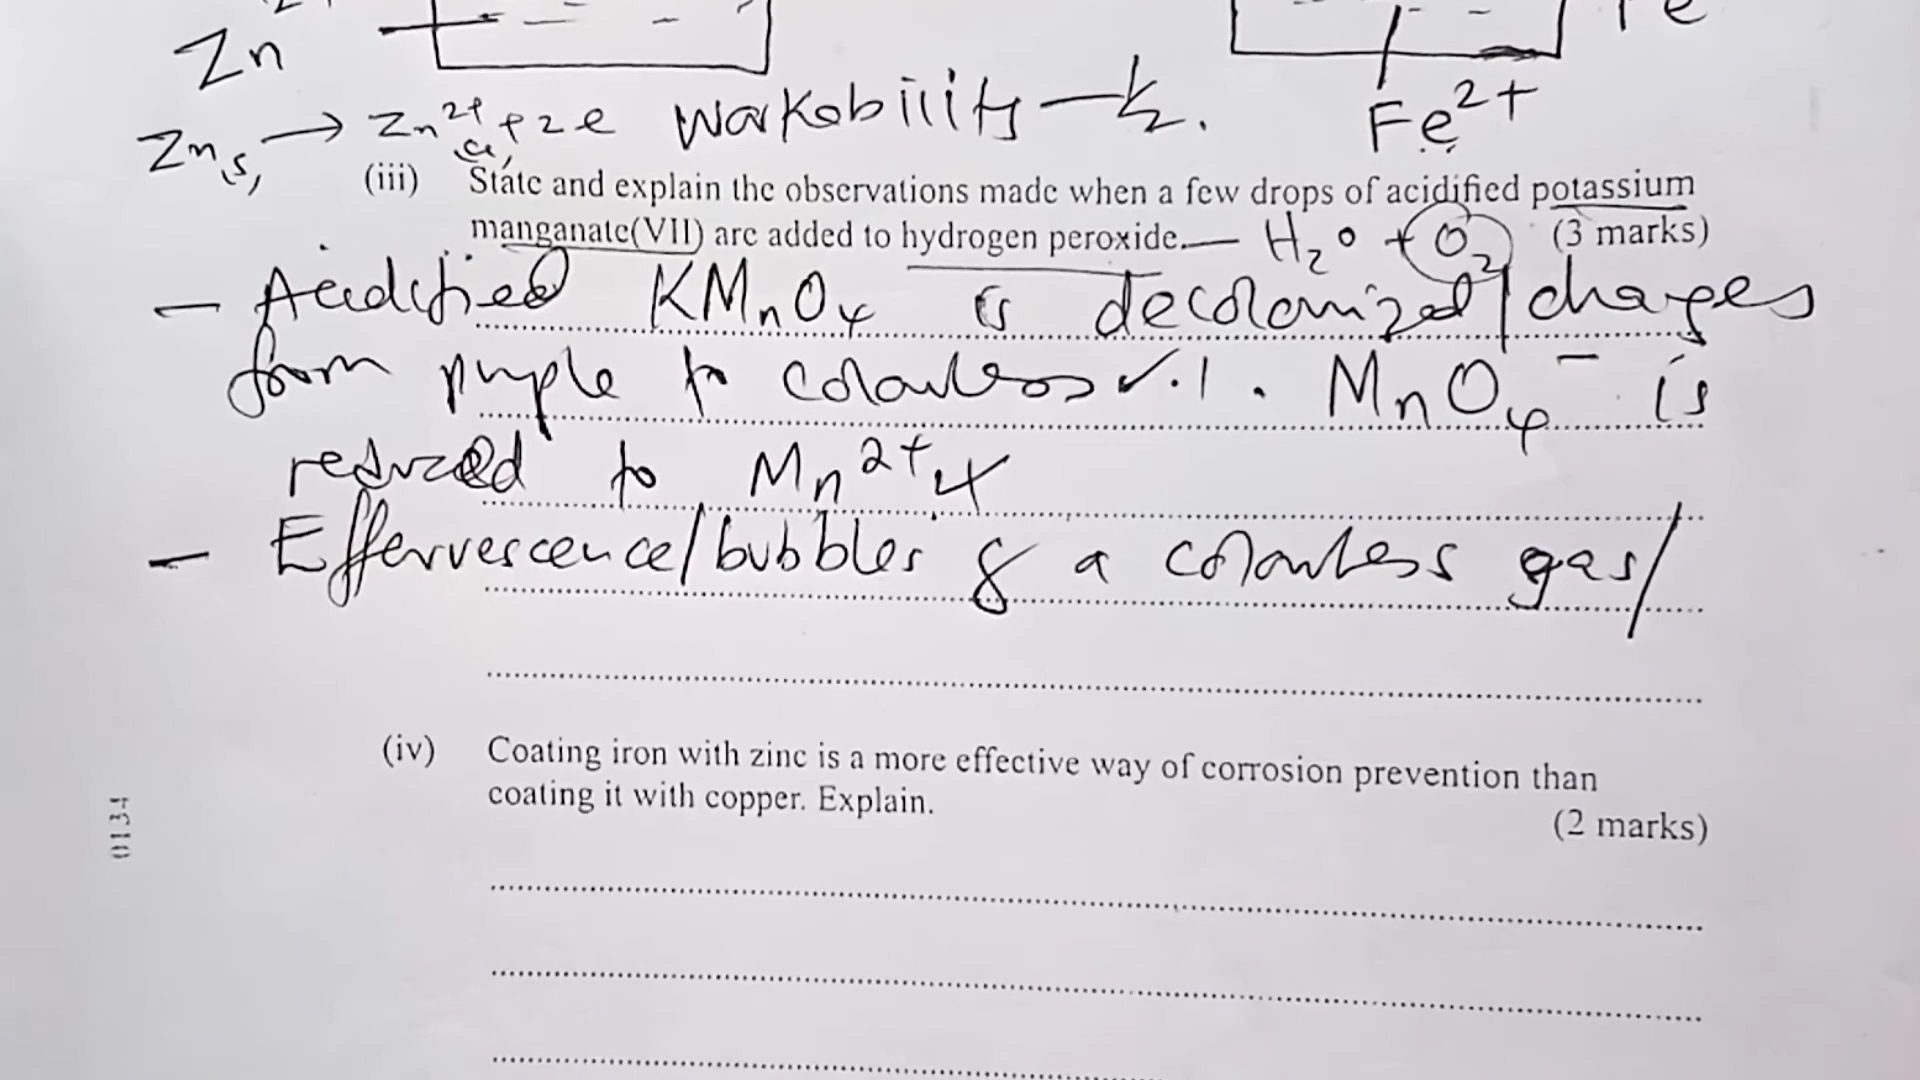 Zn
Fe
Zn(s) → Zn²⁺(aq) + 2e workability – ½.
Fe²⁺
(iii) State and explain the observations made when a few drops of acidified potassium
manganate(VII) are added to hydrogen peroxide. — H₂O + O₂ (3 marks)
– Acidified KMnO₄ is decolourized/changes
from purple to colourless ✓.1. MnO₄⁻ is
reduced to Mn²⁺
– Effervescence/bubbles of a colourless gas/
(iv) Coating iron with zinc is a more effective way of corrosion prevention than
coating it with copper. Explain.
(2 marks)
0134